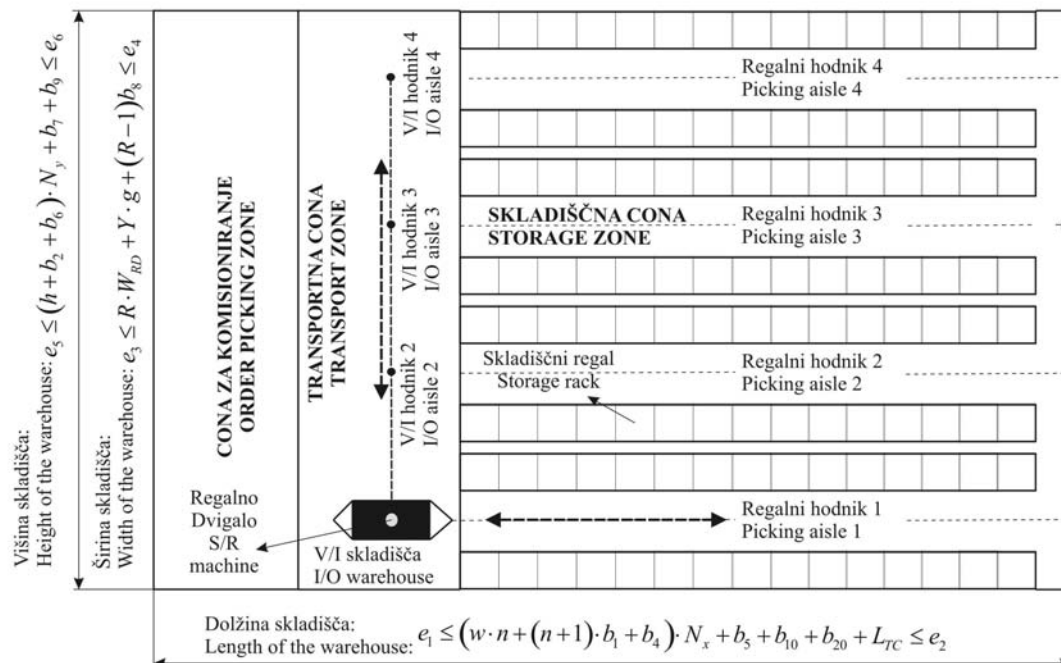 Višina skladišča:
Height of the warehouse: e₅ ≤ (h + b₂ + b₆) · N_y + b₇ + b₉ ≤ e₆
Širina skladišča:
Width of the warehouse: e₃ ≤ R · W_RD + Y · g + (R − 1)b₈ ≤ e₄
CONA ZA KOMISIONIRANJE
ORDER PICKING ZONE
TRANSPORTNA CONA
TRANSPORT ZONE
V/I hodnik 4
I/O aisle 4
V/I hodnik 3
I/O aisle 3
V/I hodnik 2
I/O aisle 2
Regalni hodnik 4
Picking aisle 4
SKLADIŠČNA CONA
STORAGE ZONE
Regalni hodnik 3
Picking aisle 3
Skladiščni regal
Storage rack
Regalni hodnik 2
Picking aisle 2
Regalno
Dvigalo
S/R
machine
V/I skladišča
I/O warehouse
Regalni hodnik 1
Picking aisle 1
Dolžina skladišča:
Length of the warehouse: e₁ ≤ (w · n + (n + 1) · b₁ + b₄) · N_x + b₅ + b₁₀ + b₂₀ + L_TC ≤ e₂